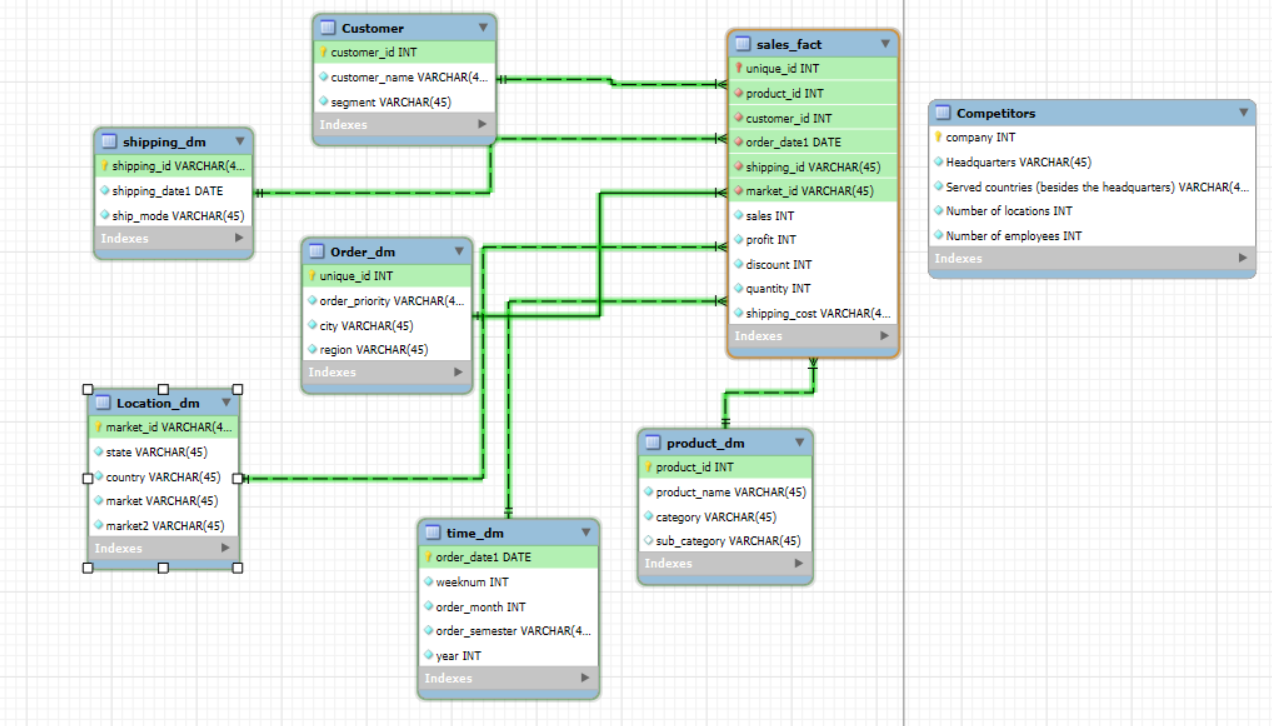 Customer
customer_id INT
customer_name VARCHAR(4...
segment VARCHAR(45)
Indexes
sales_fact
unique_id INT
product_id INT
customer_id INT
order_date1 DATE
shipping_id VARCHAR(45)
market_id VARCHAR(45)
sales INT
profit INT
discount INT
quantity INT
shipping_cost VARCHAR(4...
Indexes
Competitors
company INT
Headquarters VARCHAR(45)
Served countries (besides the headquarters) VARCHAR(4...
Number of locations INT
Number of employees INT
Indexes
shipping_dm
shipping_id VARCHAR(4...
shipping_date1 DATE
ship_mode VARCHAR(45)
Indexes
Order_dm
unique_id INT
order_priority VARCHAR(4...
city VARCHAR(45)
region VARCHAR(45)
Indexes
Location_dm
market_id VARCHAR(4...
state VARCHAR(45)
country VARCHAR(45)
market VARCHAR(45)
market2 VARCHAR(45)
Indexes
product_dm
product_id INT
product_name VARCHAR(45)
category VARCHAR(45)
sub_category VARCHAR(45)
Indexes
time_dm
order_date1 DATE
weeknum INT
order_month INT
order_semester VARCHAR(4...
year INT
Indexes